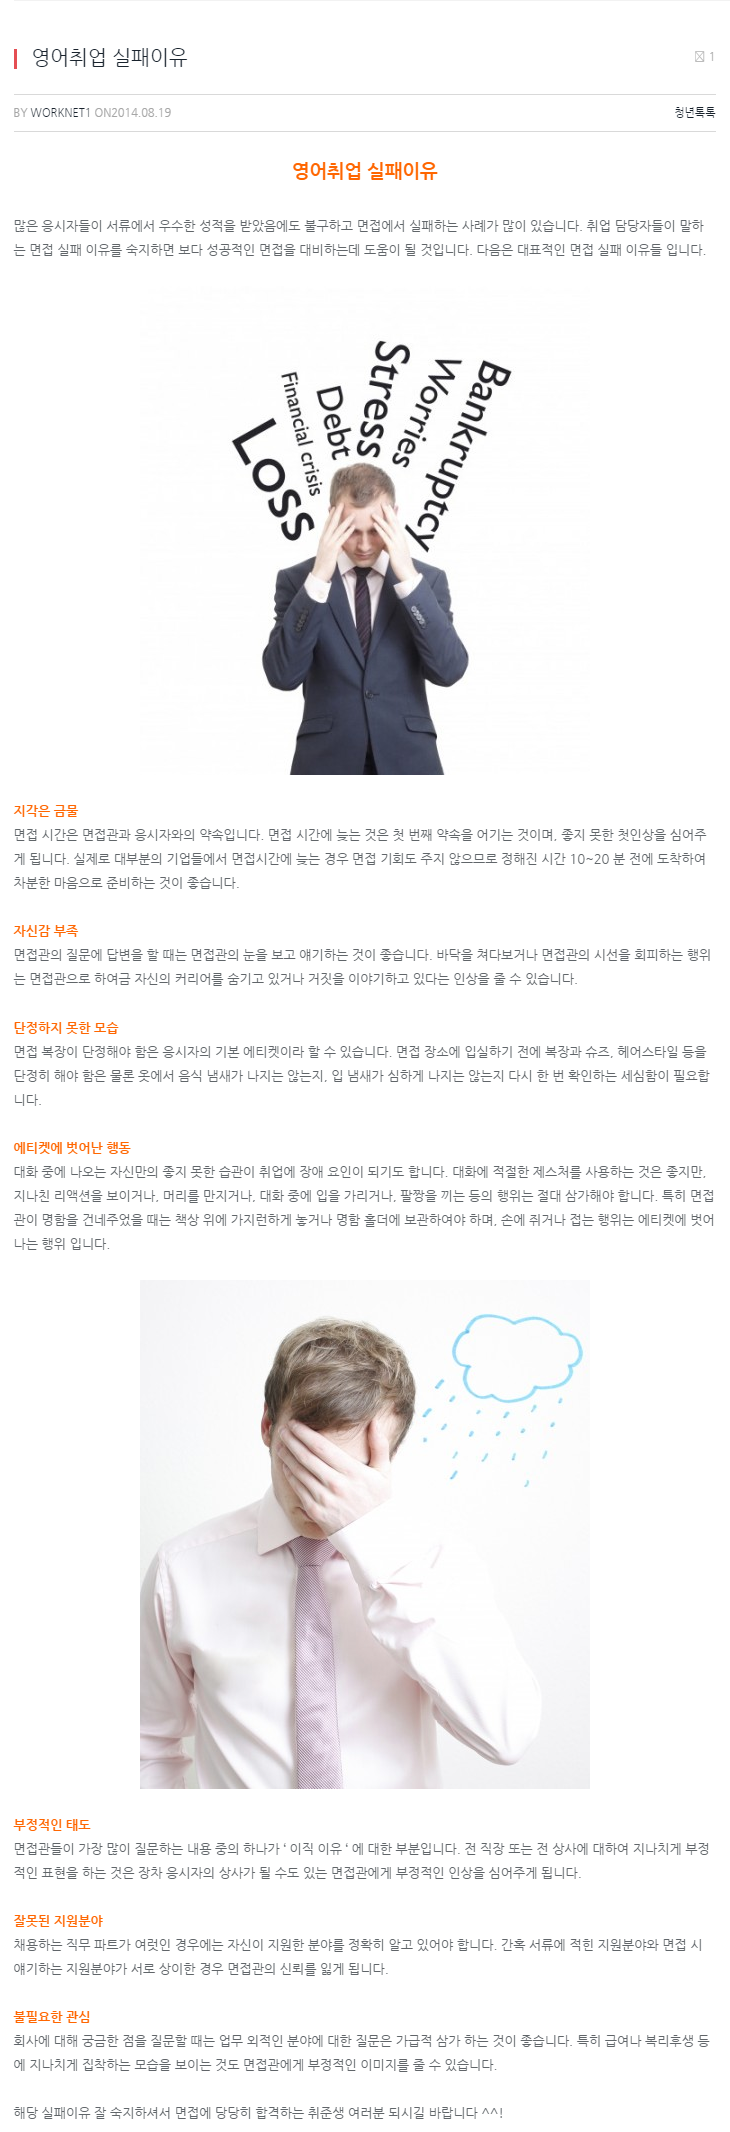 영어취업 실패이유
1
BY WORKNET1 ON2014.08.19
청년톡톡
영어취업 실패이유
많은 응시자들이 서류에서 우수한 성적을 받았음에도 불구하고 면접에서 실패하는 사례가 많이 있습니다. 취업 담당자들이 말하
는 면접 실패 이유를 숙지하면 보다 성공적인 면접을 대비하는데 도움이 될 것입니다. 다음은 대표적인 면접 실패 이유들 입니다.
Loss
Financial crisis
Debt
Stress
Worries
Bankruptcy
지각은 금물
면접 시간은 면접관과 응시자와의 약속입니다. 면접 시간에 늦는 것은 첫 번째 약속을 어기는 것이며, 좋지 못한 첫인상을 심어주
게 됩니다. 실제로 대부분의 기업들에서 면접시간에 늦는 경우 면접 기회도 주지 않으므로 정해진 시간 10~20 분 전에 도착하여
차분한 마음으로 준비하는 것이 좋습니다.
자신감 부족
면접관의 질문에 답변을 할 때는 면접관의 눈을 보고 얘기하는 것이 좋습니다. 바닥을 쳐다보거나 면접관의 시선을 회피하는 행위
는 면접관으로 하여금 자신의 커리어를 숨기고 있거나 거짓을 이야기하고 있다는 인상을 줄 수 있습니다.
단정하지 못한 모습
면접 복장이 단정해야 함은 응시자의 기본 에티켓이라 할 수 있습니다. 면접 장소에 입실하기 전에 복장과 슈즈, 헤어스타일 등을
단정히 해야 함은 물론 옷에서 음식 냄새가 나지는 않는지, 입 냄새가 심하게 나지는 않는지 다시 한 번 확인하는 세심함이 필요합
니다.
에티켓에 벗어난 행동
대화 중에 나오는 자신만의 좋지 못한 습관이 취업에 장애 요인이 되기도 합니다. 대화에 적절한 제스처를 사용하는 것은 좋지만,
지나친 리액션을 보이거나, 머리를 만지거나, 대화 중에 입을 가리거나, 팔짱을 끼는 등의 행위는 절대 삼가해야 합니다. 특히 면접
관이 명함을 건네주었을 때는 책상 위에 가지런하게 놓거나 명함 홀더에 보관하여야 하며, 손에 쥐거나 접는 행위는 에티켓에 벗어
나는 행위 입니다.
부정적인 태도
면접관들이 가장 많이 질문하는 내용 중의 하나가 ‘ 이직 이유 ‘ 에 대한 부분입니다. 전 직장 또는 전 상사에 대하여 지나치게 부정
적인 표현을 하는 것은 장차 응시자의 상사가 될 수도 있는 면접관에게 부정적인 인상을 심어주게 됩니다.
잘못된 지원분야
채용하는 직무 파트가 여럿인 경우에는 자신이 지원한 분야를 정확히 알고 있어야 합니다. 간혹 서류에 적힌 지원분야와 면접 시
얘기하는 지원분야가 서로 상이한 경우 면접관의 신뢰를 잃게 됩니다.
불필요한 관심
회사에 대해 궁금한 점을 질문할 때는 업무 외적인 분야에 대한 질문은 가급적 삼가 하는 것이 좋습니다. 특히 급여나 복리후생 등
에 지나치게 집착하는 모습을 보이는 것도 면접관에게 부정적인 이미지를 줄 수 있습니다.
해당 실패이유 잘 숙지하셔서 면접에 당당히 합격하는 취준생 여러분 되시길 바랍니다 ^^!